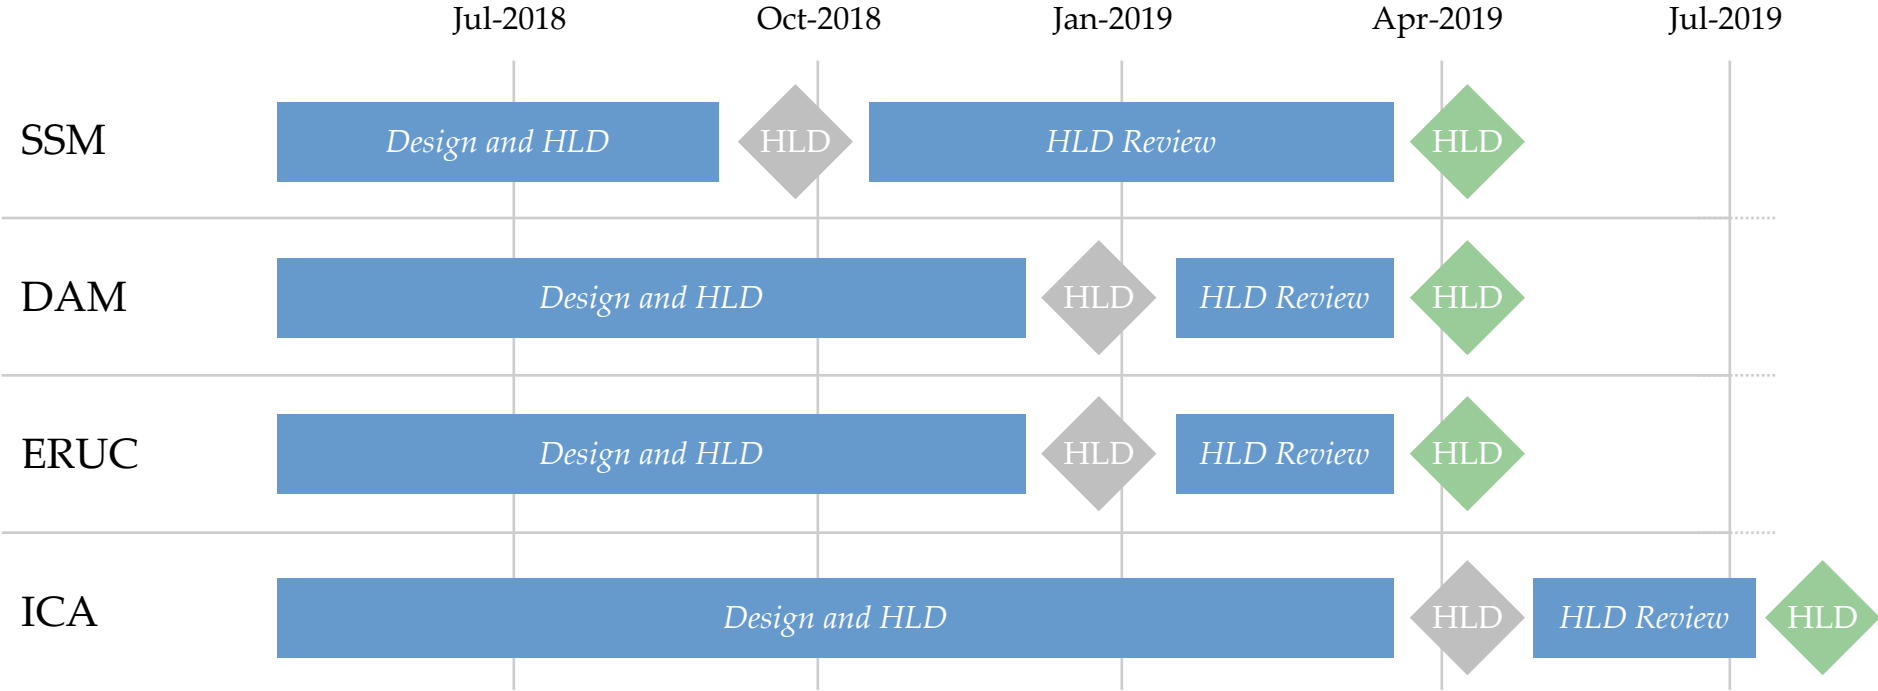 Jul-2018 Oct-2018 Jan-2019 Apr-2019 Jul-2019
SSM Design and HLD HLD HLD Review HLD
DAM Design and HLD HLD HLD Review HLD
ERUC Design and HLD HLD HLD Review HLD
ICA Design and HLD HLD HLD Review HLD